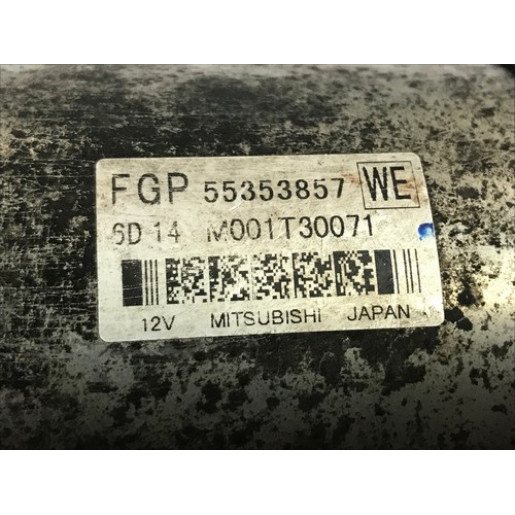 FGP 55353857 WE
6D 14 M001T30071
12V MITSUBISHI JAPAN